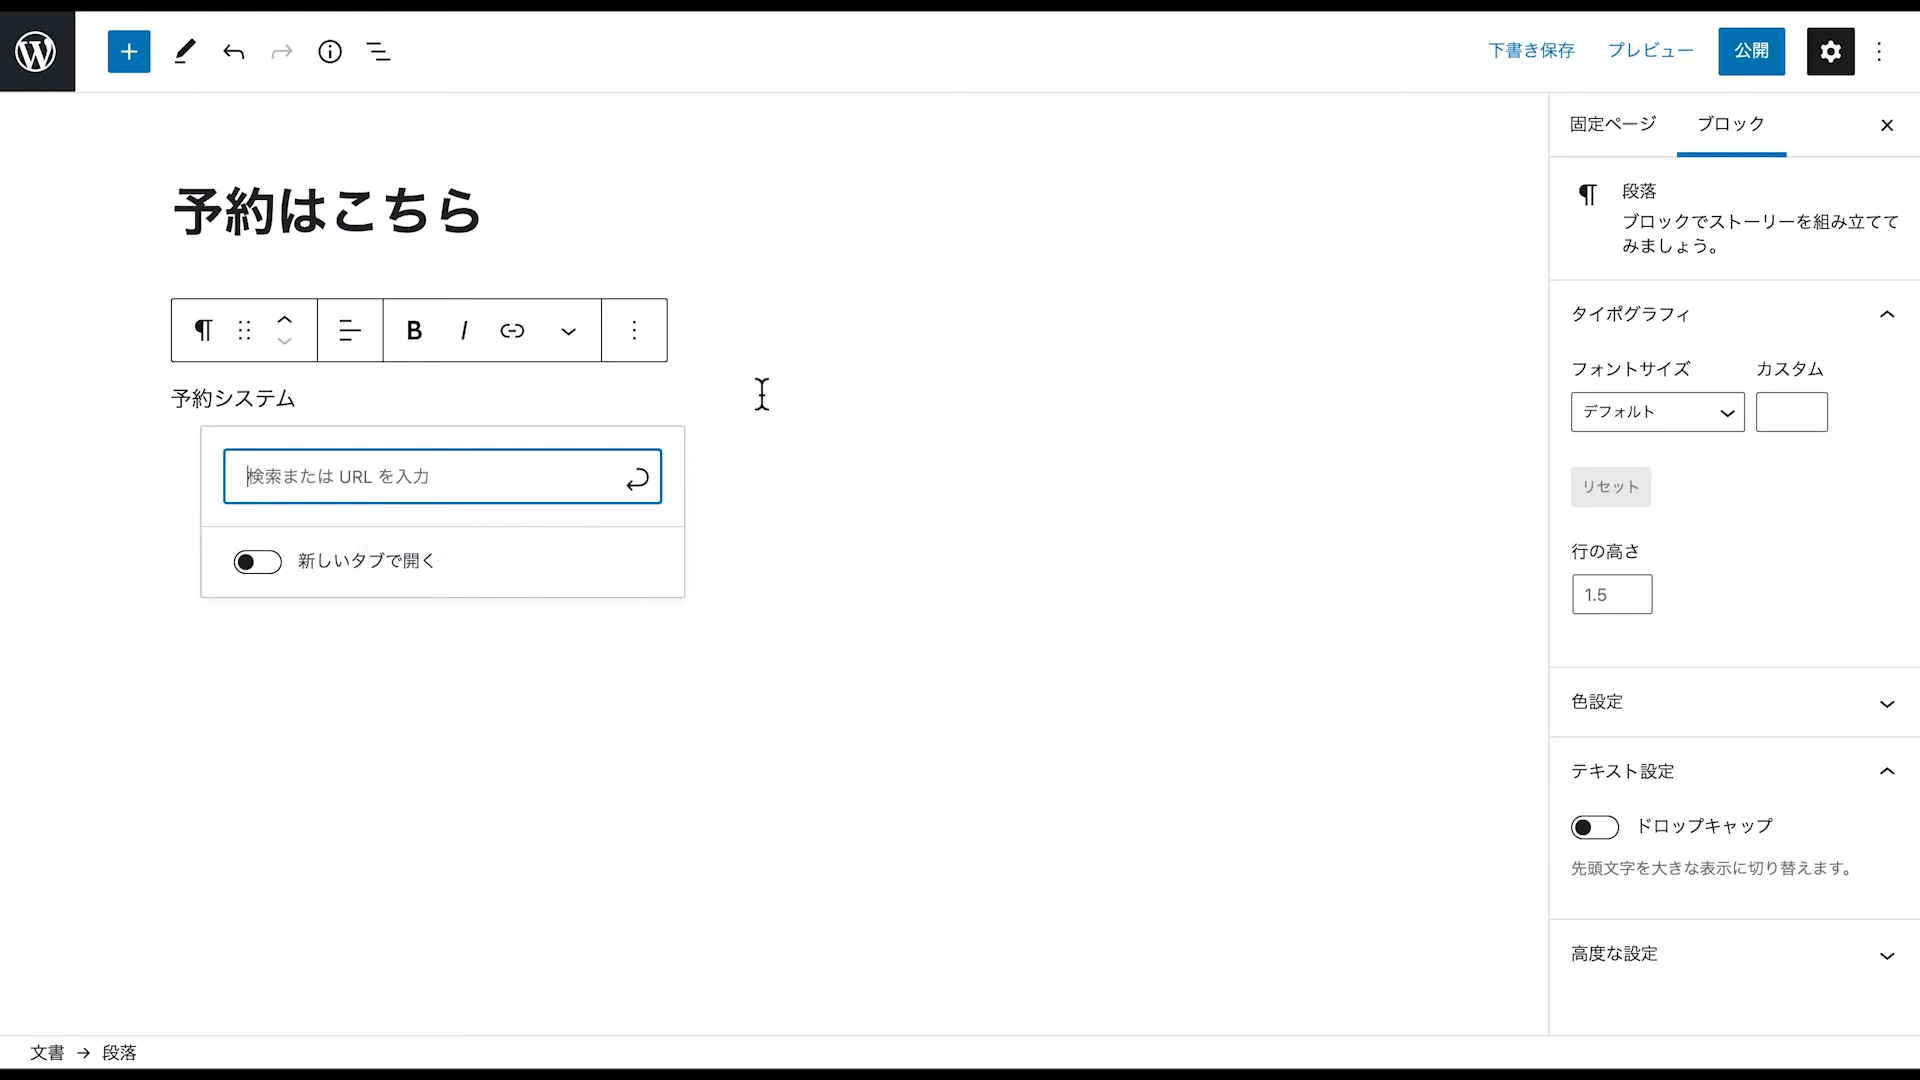 下書き保存 プレビュー 公開
固定ページ ブロック
予約はこちら
段落
ブロックでストーリーを組み立てて
みましょう。
B I
予約システム
検索または URL を入力
新しいタブで開く
タイポグラフィ
フォントサイズ カスタム
デフォルト
リセット
行の高さ
1.5
色設定
テキスト設定
ドロップキャップ
先頭文字を大きな表示に切り替えます。
高度な設定
文書 → 段落